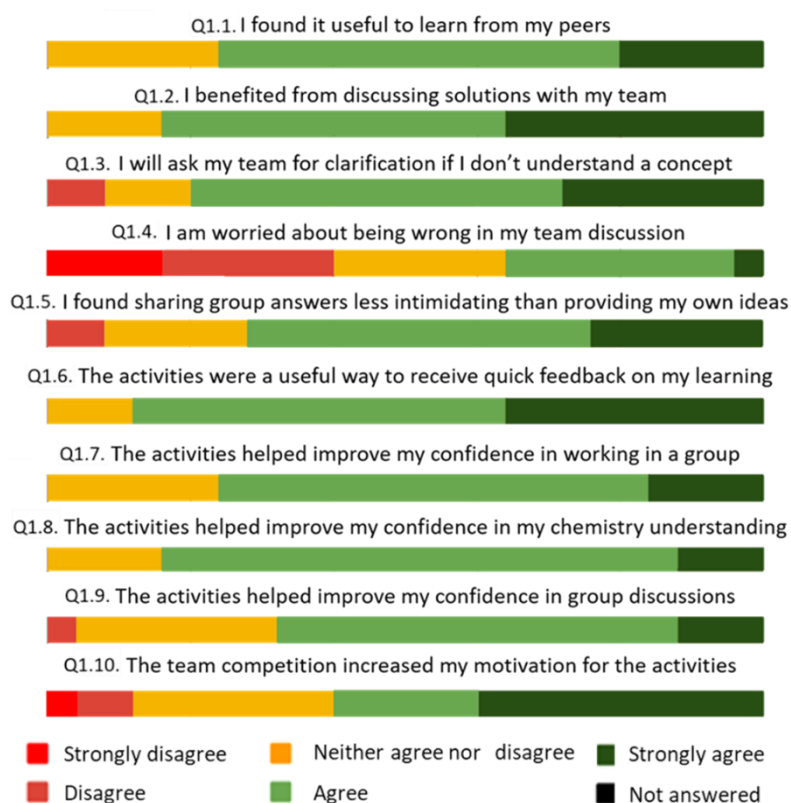 Q1.1. I found it useful to learn from my peers
Q1.2. I benefited from discussing solutions with my team
Q1.3. I will ask my team for clarification if I don’t understand a concept
Q1.4. I am worried about being wrong in my team discussion
Q1.5. I found sharing group answers less intimidating than providing my own ideas
Q1.6. The activities were a useful way to receive quick feedback on my learning
Q1.7. The activities helped improve my confidence in working in a group
Q1.8. The activities helped improve my confidence in my chemistry understanding
Q1.9. The activities helped improve my confidence in group discussions
Q1.10. The team competition increased my motivation for the activities
Strongly disagree Neither agree nor disagree Strongly agree
Disagree Agree Not answered